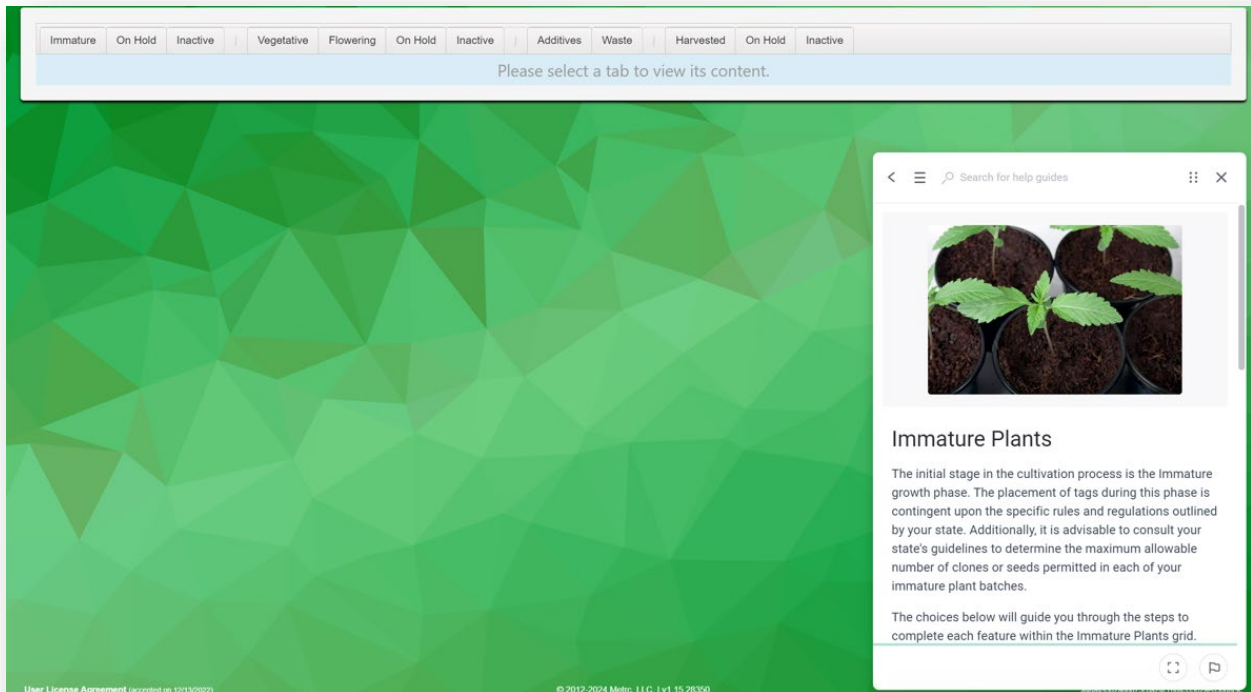 Immature On Hold Inactive | Vegetative Flowering On Hold Inactive | Additives Waste | Harvested On Hold Inactive
Please select a tab to view its content.
Search for help guides
Immature Plants
The initial stage in the cultivation process is the Immature
growth phase. The placement of tags during this phase is
contingent upon the specific rules and regulations outlined
by your state. Additionally, it is advisable to consult your
state's guidelines to determine the maximum allowable
number of clones or seeds permitted in each of your
immature plant batches.
The choices below will guide you through the steps to
complete each feature within the Immature Plants grid.
User License Agreement (accepted on 12/13/2022)
© 2012-2024 Metrc, LLC. | v1.15.28350